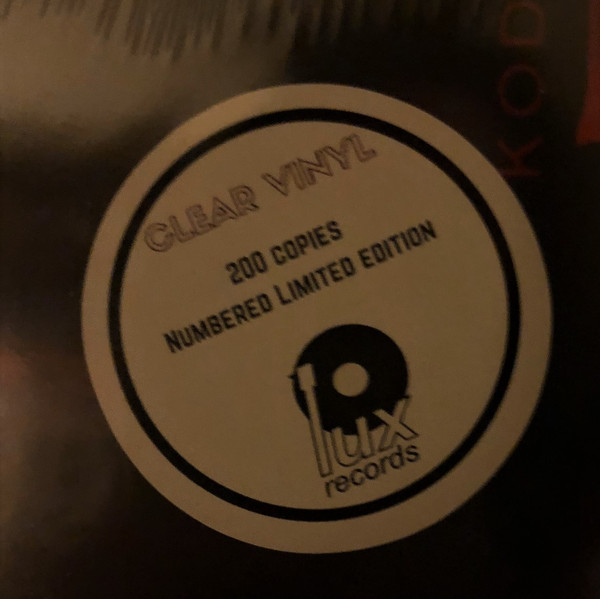 KOD
CLEAR VINYL
200 COPIES
NUMBERED LIMITED EDITION
lux
records